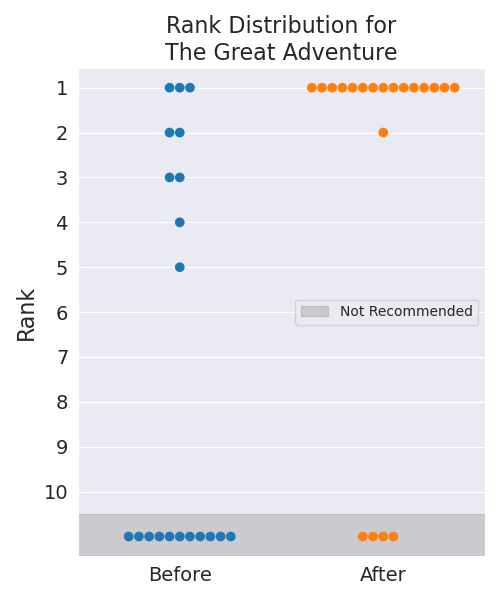 Rank Distribution for
The Great Adventure
Rank
1
2
3
4
5
6
7
8
9
10
Not Recommended
Before
After